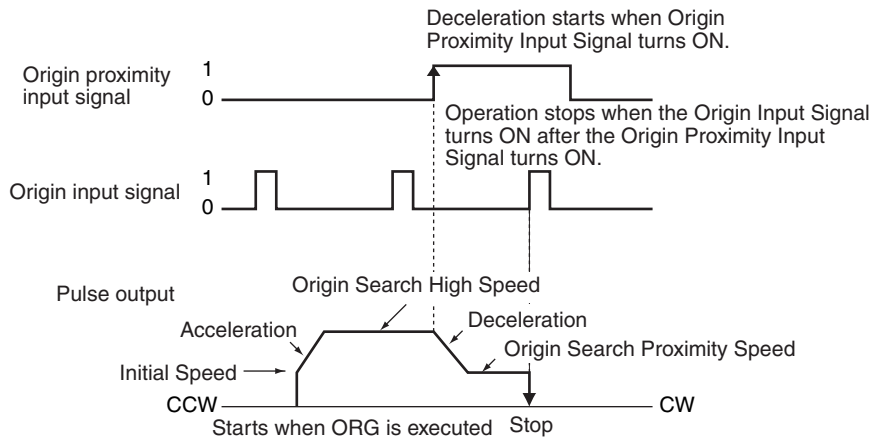 Deceleration starts when Origin
Proximity Input Signal turns ON.
Origin proximity
input signal
1
0
Operation stops when the Origin Input Signal
turns ON after the Origin Proximity Input
Signal turns ON.
Origin input signal
1
0
Pulse output
Origin Search High Speed
Acceleration
Deceleration
Initial Speed
Origin Search Proximity Speed
CCW
CW
Starts when ORG is executed
Stop